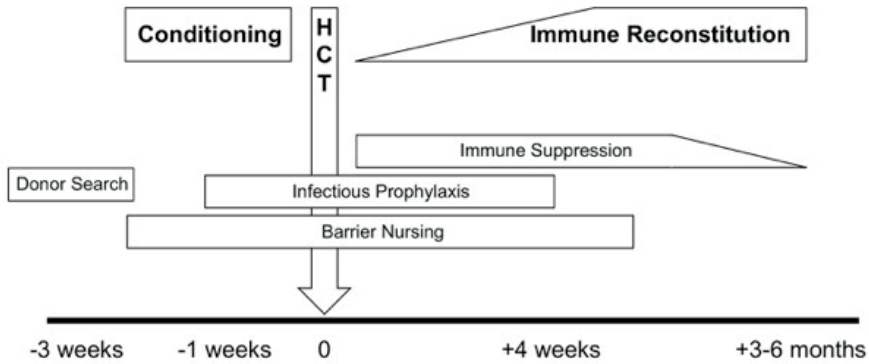 Conditioning
H
C
T
Immune Reconstitution
Immune Suppression
Donor Search
Infectious Prophylaxis
Barrier Nursing
-3 weeks -1 weeks 0 +4 weeks +3-6 months